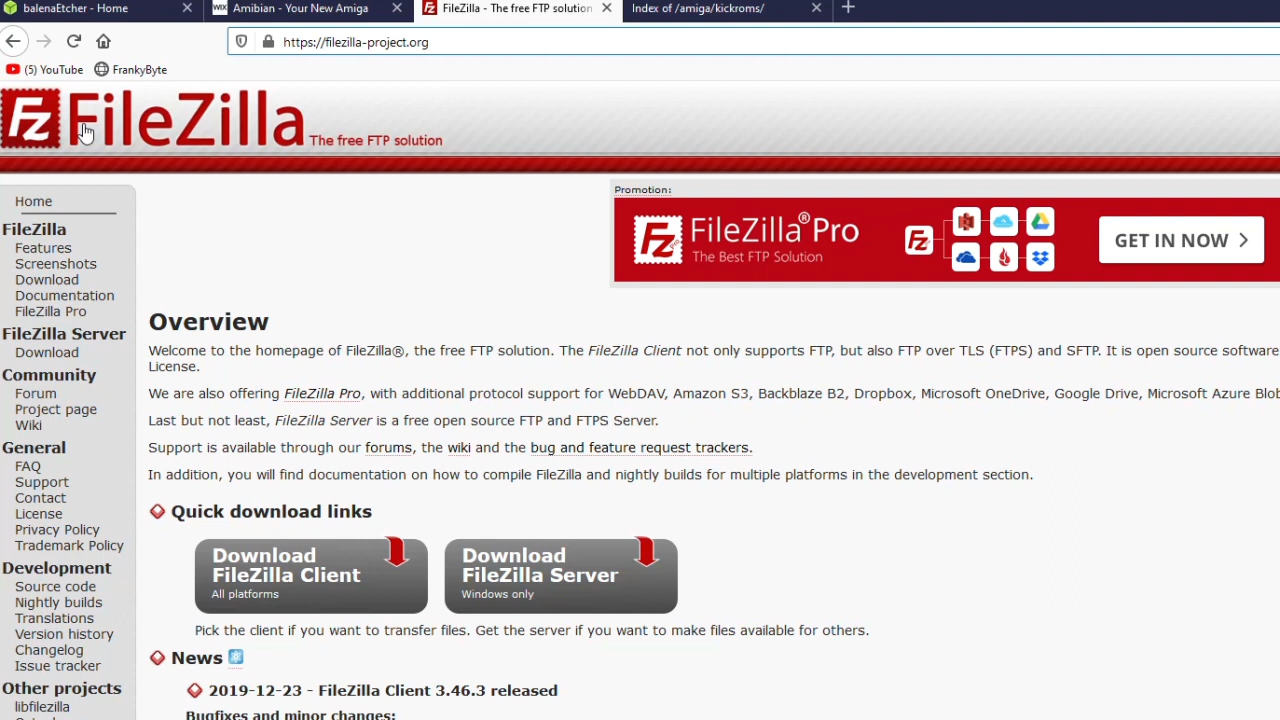 balenaEtcher - Home
WIX Amibian - Your New Amiga
Fz FileZilla - The free FTP solution
Index of /amiga/kickroms/
https://filezilla-project.org
(5) YouTube
FrankyByte
Fz FileZilla The free FTP solution
Promotion:
Fz PRO FileZilla® Pro
The Best FTP Solution
Fz
GET IN NOW
Home
FileZilla
Features
Screenshots
Download
Documentation
FileZilla Pro
FileZilla Server
Download
Community
Forum
Project page
Wiki
General
FAQ
Support
Contact
License
Privacy Policy
Trademark Policy
Development
Source code
Nightly builds
Translations
Version history
Changelog
Issue tracker
Other projects
libfilezilla
Overview
Welcome to the homepage of FileZilla®, the free FTP solution. The FileZilla Client not only supports FTP, but also FTP over TLS (FTPS) and SFTP. It is open source software
License.
We are also offering FileZilla Pro, with additional protocol support for WebDAV, Amazon S3, Backblaze B2, Dropbox, Microsoft OneDrive, Google Drive, Microsoft Azure Blob
Last but not least, FileZilla Server is a free open source FTP and FTPS Server.
Support is available through our forums, the wiki and the bug and feature request trackers.
In addition, you will find documentation on how to compile FileZilla and nightly builds for multiple platforms in the development section.
Quick download links
Download
FileZilla Client
All platforms
Download
FileZilla Server
Windows only
Pick the client if you want to transfer files. Get the server if you want to make files available for others.
News
2019-12-23 - FileZilla Client 3.46.3 released
Bugfixes and minor changes: